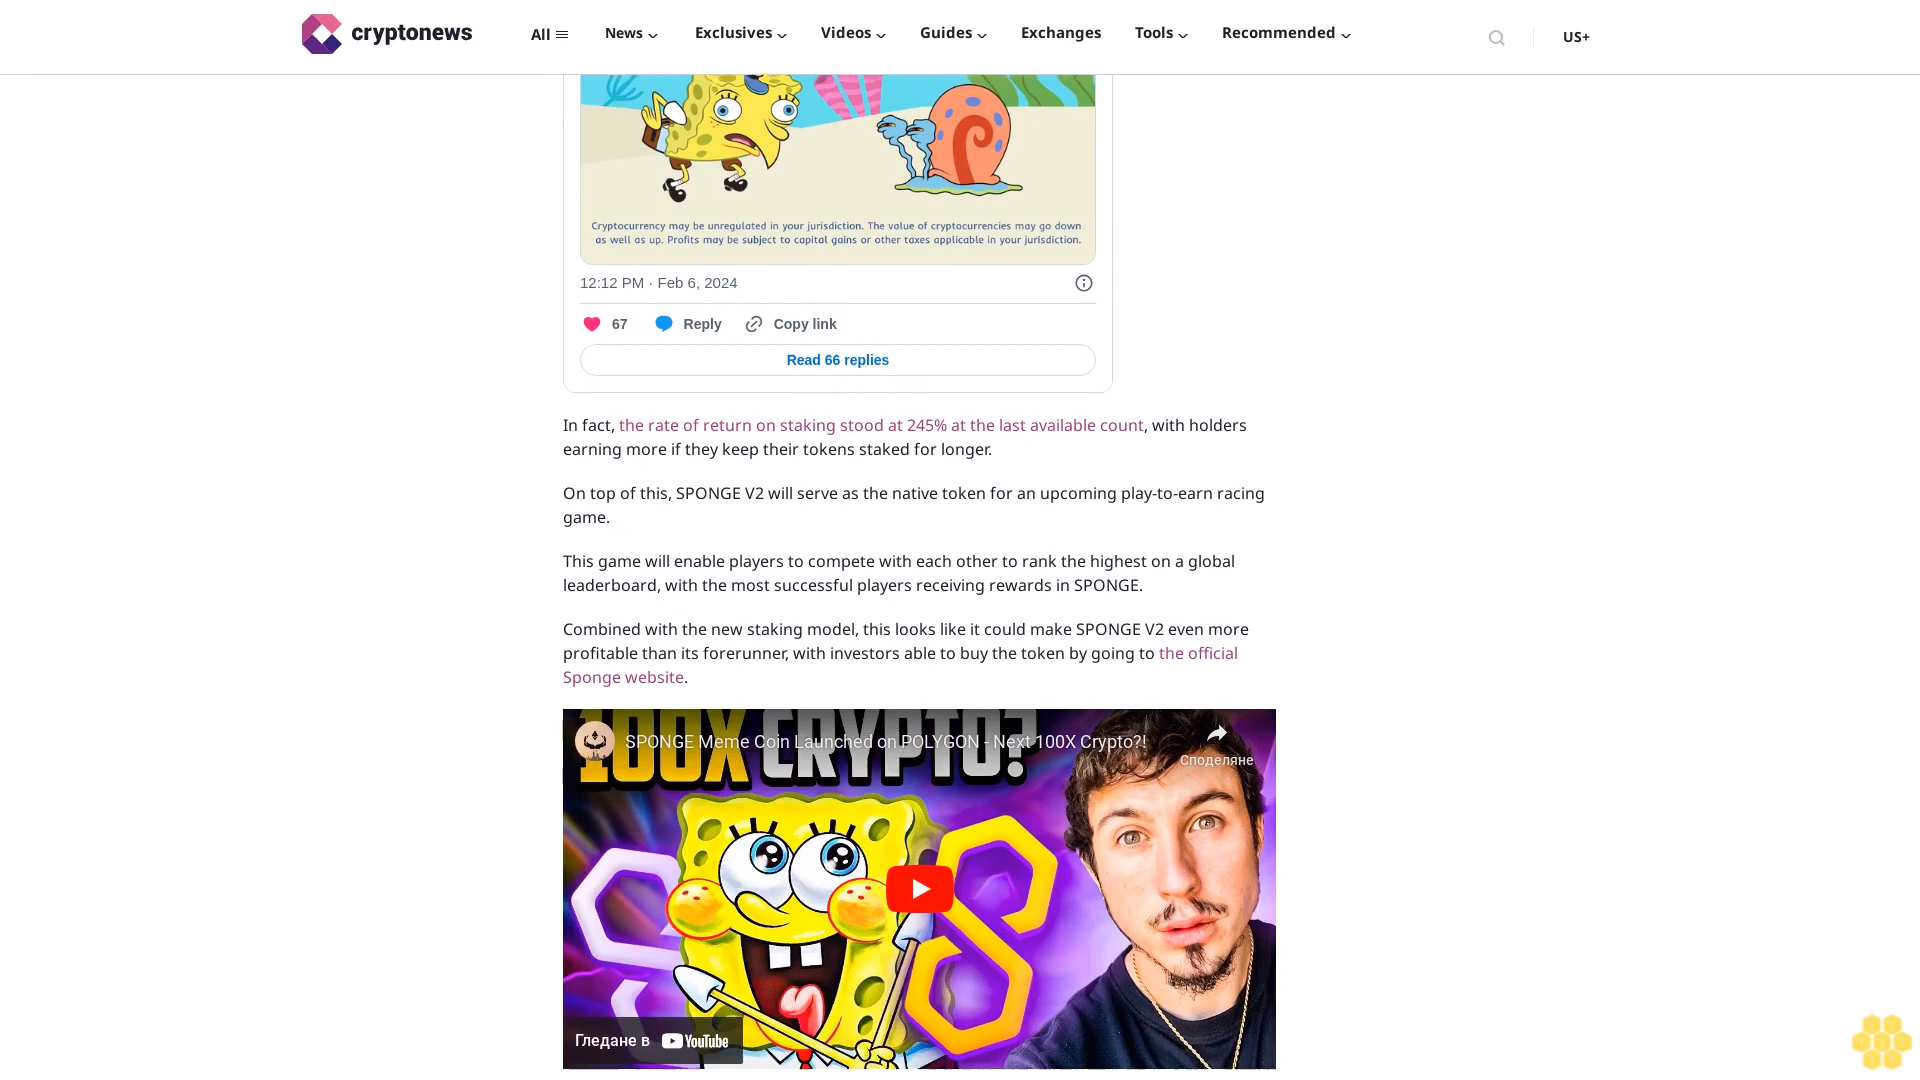 cryptonews
All
News
Exclusives
Videos
Guides
Exchanges
Tools
Recommended
US+
Cryptocurrency may be unregulated in your jurisdiction. The value of cryptocurrencies may go down
as well as up. Profits may be subject to capital gains or other taxes applicable in your jurisdiction.
12:12 PM · Feb 6, 2024
67
Reply
Copy link
Read 66 replies
In fact, the rate of return on staking stood at 245% at the last available count, with holders
earning more if they keep their tokens staked for longer.
On top of this, SPONGE V2 will serve as the native token for an upcoming play-to-earn racing
game.
This game will enable players to compete with each other to rank the highest on a global
leaderboard, with the most successful players receiving rewards in SPONGE.
Combined with the new staking model, this looks like it could make SPONGE V2 even more
profitable than its forerunner, with investors able to buy the token by going to the official
Sponge website.
100X CRYPTO?
SPONGE Meme Coin Launched on POLYGON - Next 100X Crypto?!
Споделяне
Гледане в YouTube